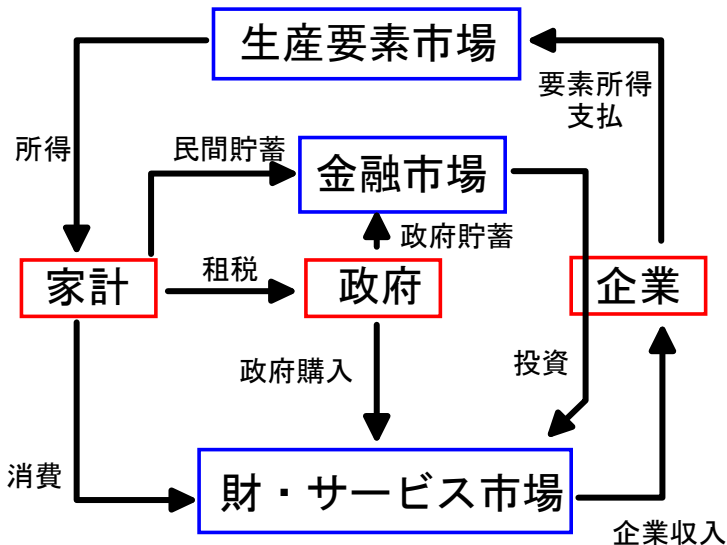 生産要素市場
要素所得
支払
所得
民間貯蓄
金融市場
政府貯蓄
家計
租税
政府
企業
政府購入
投資
消費
財・サービス市場
企業収入